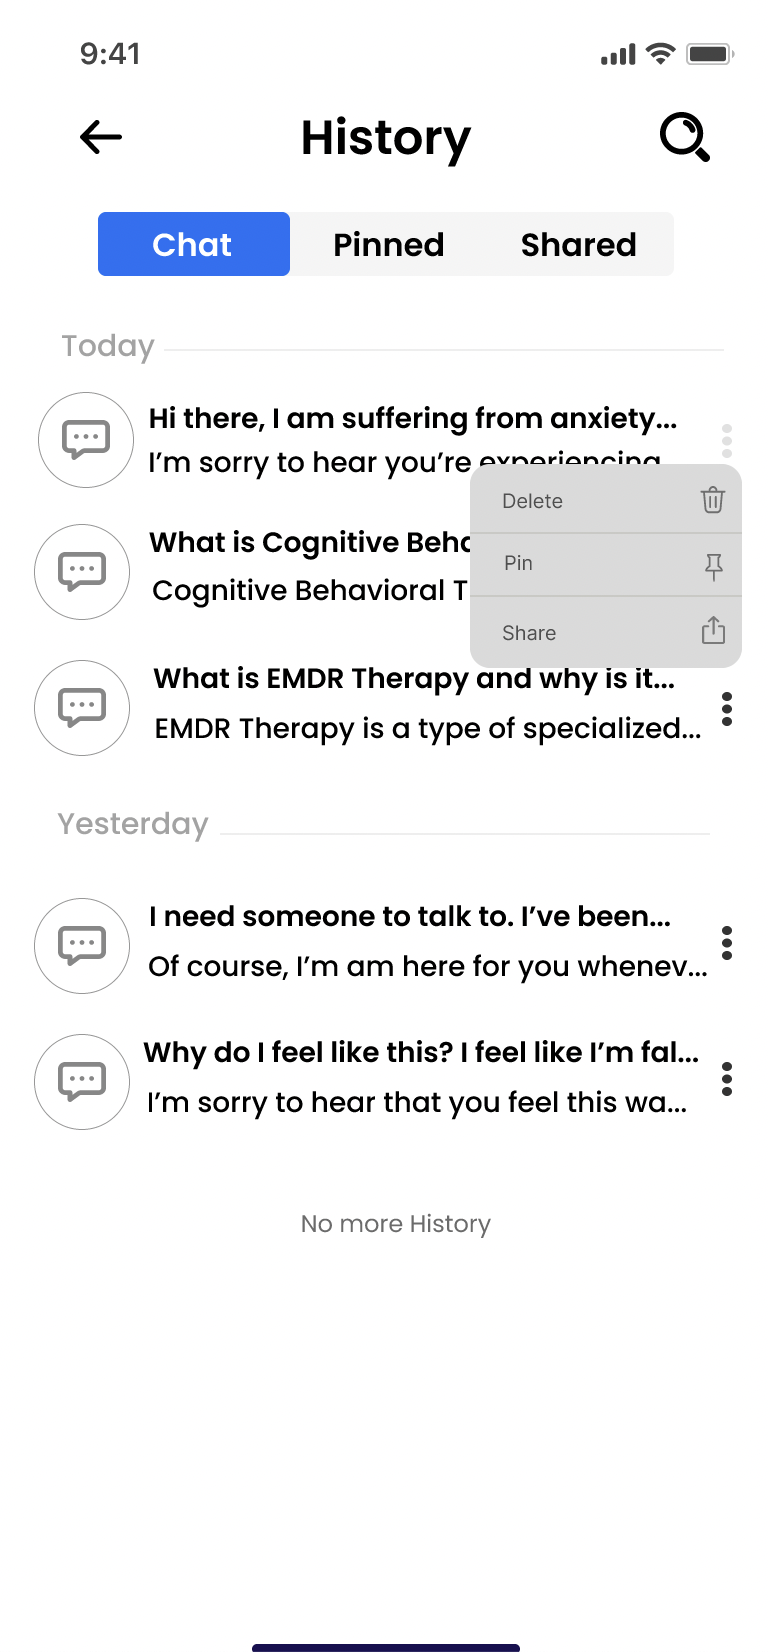 9:41
History
Chat
Pinned
Shared
Today
Hi there, I am suffering from anxiety...
I’m sorry to hear you’re experiencing
Delete
Pin
Share
What is Cognitive
Cognitive Behavioral
What is EMDR Therapy and why is it...
EMDR Therapy is a type of specialized...
Yesterday
I need someone to talk to. I’ve been...
Of course, I’m am here for you whenev...
Why do I feel like this? I feel like I’m fal...
I’m sorry to hear that you feel this wa...
No more History